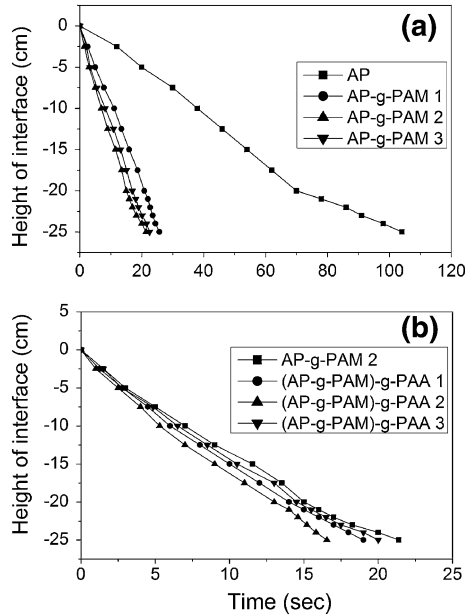 (a)
Height of interface (cm)
0
-5
-10
-15
-20
-25
AP
AP-g-PAM 1
AP-g-PAM 2
AP-g-PAM 3
0 20 40 60 80 100 120
(b)
Height of interface (cm)
5
0
-5
-10
-15
-20
-25
AP-g-PAM 2
(AP-g-PAM)-g-PAA 1
(AP-g-PAM)-g-PAA 2
(AP-g-PAM)-g-PAA 3
0 5 10 15 20 25
Time (sec)